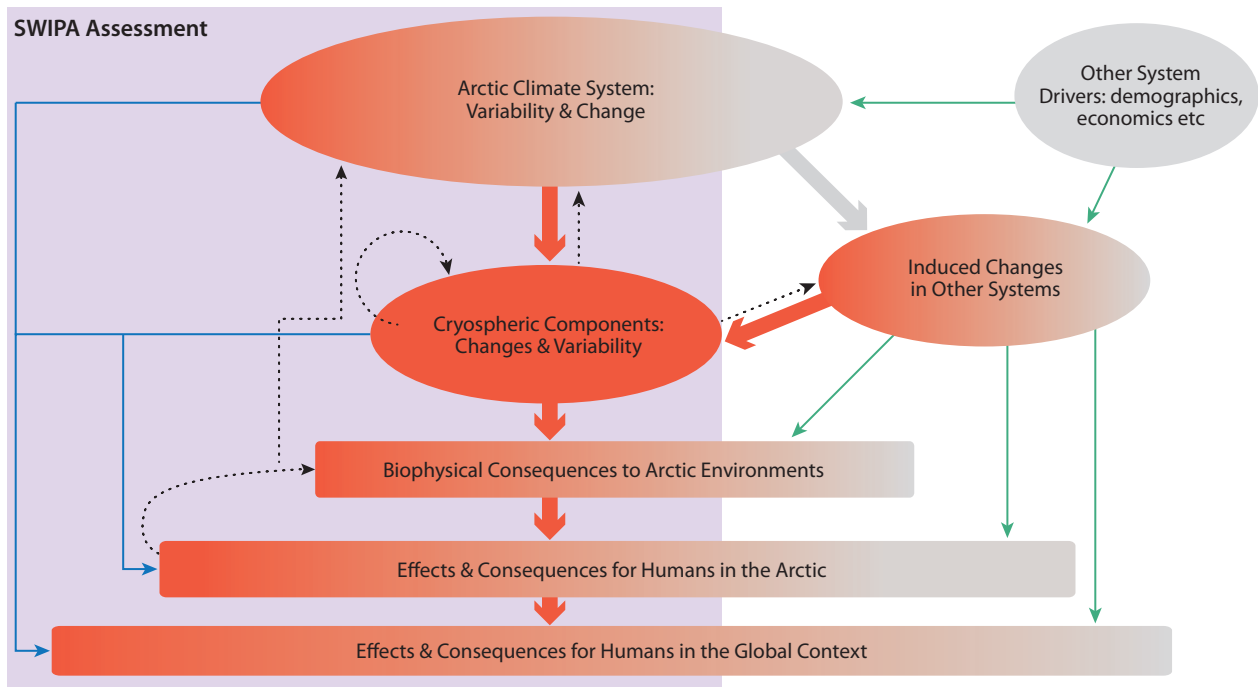 SWIPA Assessment
Arctic Climate System:
Variability & Change
Other System
Drivers: demographics,
economics etc
Induced Changes
in Other Systems
Cryospheric Components:
Changes & Variability
Biophysical Consequences to Arctic Environments
Effects & Consequences for Humans in the Arctic
Effects & Consequences for Humans in the Global Context